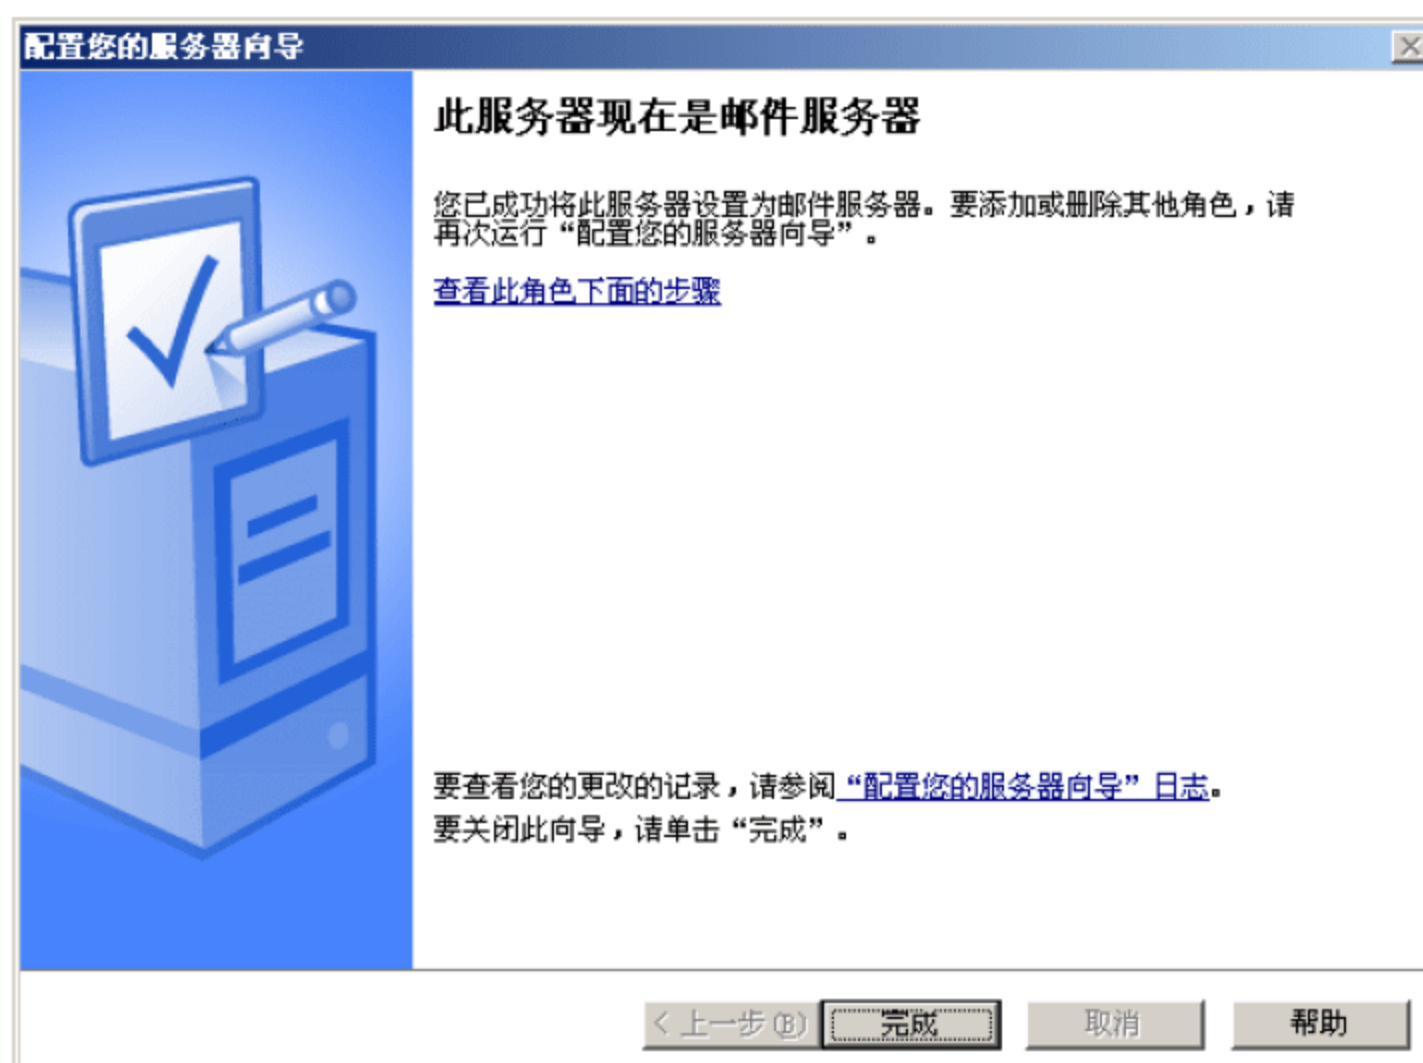 配置您的服务器向导
此服务器现在是邮件服务器
您已成功将此服务器设置为邮件服务器。要添加或删除其他角色，请
再次运行“配置您的服务器向导”。
查看此角色下面的步骤
要查看您的更改的记录，请参阅“配置您的服务器向导”日志。
要关闭此向导，请单击“完成”。
< 上一步(B) 完成 取消 帮助